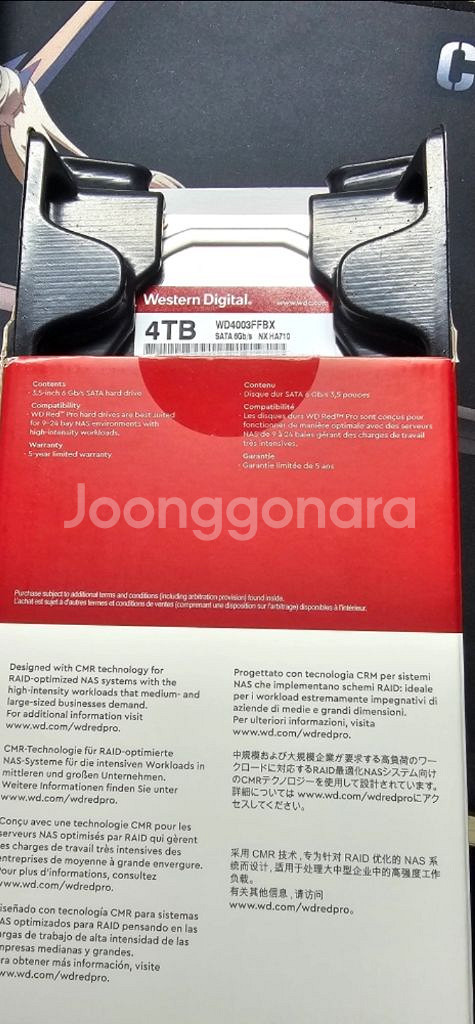 C
Western Digital.
www.wdc.com
4TB
WD4003FFBX
SATA 6Gb/s NX HA710
Contents
· 3.5-inch 6 Gb/s SATA hard drive
Compatibility
· WD Red™ Pro hard drives are best suited
for 9-24 bay NAS environments with
high-intensity workloads.
Warranty
· 5-year limited warranty
Contenu
· Disque dur SATA 6 Gb/s 3,5 pouces
Compatibilité
· Les disques durs WD Red™ Pro sont conçus pour
fonctionner de manière optimale avec des serveurs
NAS de 9 à 24 baies gérant des charges de travail
très intensives.
Garantie
· Garantie limitée de 5 ans
Joonggonara
Purchase subject to additional terms and conditions (including arbitration provision) found inside.
L'achat est sujet à d'autres termes et conditions de ventes (comprenant une disposition sur l'arbitrage) disponibles à l'intérieur.
Designed with CMR technology for
RAID-optimized NAS systems with the
high-intensity workloads that medium- and
large-sized businesses demand.
For additional information visit
www.wd.com/wdredpro.
CMR-Technologie für RAID-optimierte
NAS-Systeme für die intensiven Workloads in
mittleren und großen Unternehmen.
Weitere Informationen finden Sie unter
www.wd.com/wdredpro.
Conçu avec une technologie CMR pour les
serveurs NAS optimisés par RAID qui gèrent
es charges de travail très intensives des
entreprises de moyenne à grande envergure.
our plus d'informations, consultez
www.wd.com/wdredpro.
iseñado con tecnología CMR para sistemas
AS optimizados para RAID pensando en las
rgas de trabajo de alta intensidad de las
presas medianas y grandes.
ra obtener más información, visite
ww.wd.com/wdredpro.
Progettato con tecnologia CRM per sistemi
NAS che implementano schemi RAID: ideale
per i workload estremamente impegnativi di
aziende di medie e grandi dimensioni.
Per ulteriori informazioni, visita
www.wd.com/wdredpro.
中規模および大規模企業が要求する高負荷のワー
クロードに対応するRAID最適化NASシステム向け
のCMRテクノロジーを使用して設計されています。
詳細については www.wd.com/wdredproにアク
セスしてください。
采用 CMR 技术，专为针对 RAID 优化的 NAS 系
统而设计，适用于处理大中型企业中的高强度工作
负载。
有关其他信息，请访问
www.wd.com/wdredpro。